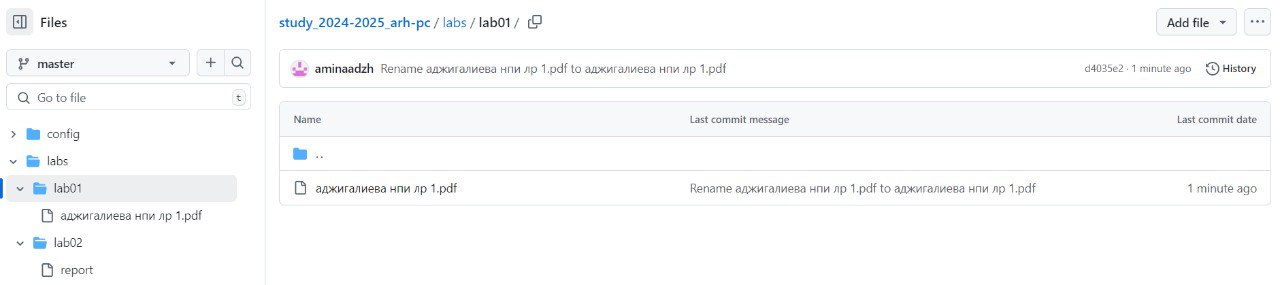 Files
master
Go to file
t
config
labs
lab01
аджигалиева нпи лр 1.pdf
lab02
report
study_2024-2025_arh-pc / labs / lab01 /
Add file
aminaadzh Rename аджигалиева нпи лр 1.pdf to аджигалиева нпи лр 1.pdf
d4035e2 · 1 minute ago
History
Name Last commit message Last commit date
..
аджигалиева нпи лр 1.pdf Rename аджигалиева нпи лр 1.pdf to аджигалиева нпи лр 1.pdf 1 minute ago